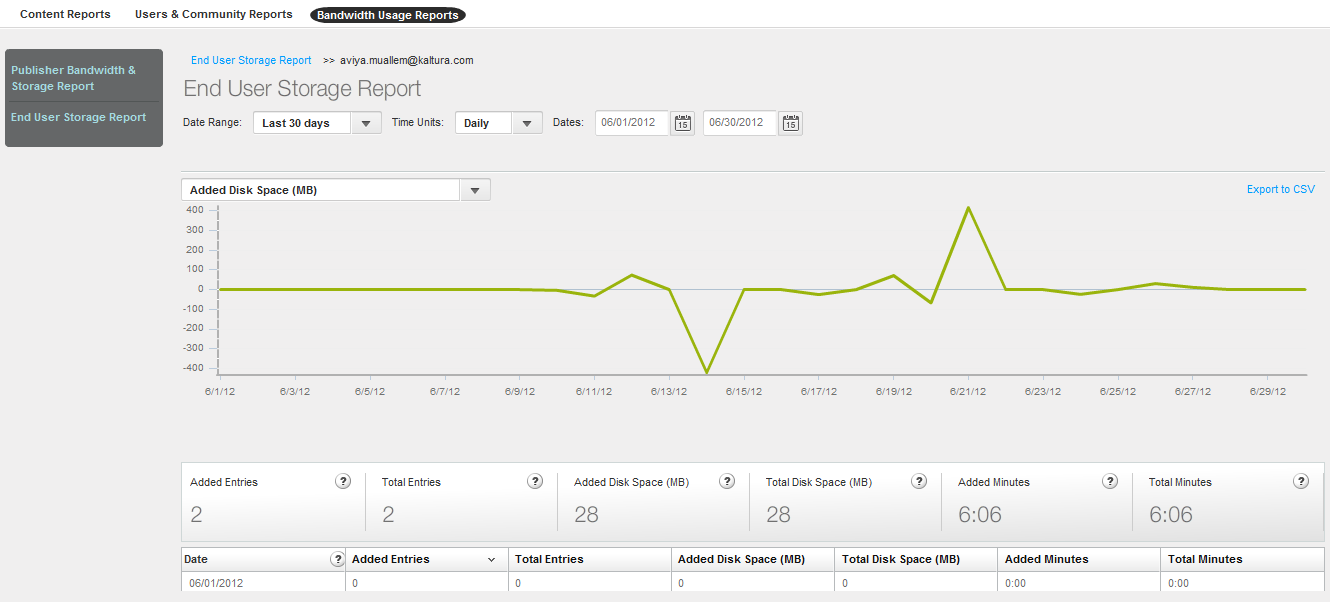 Content Reports Users & Community Reports Bandwidth Usage Reports
Publisher Bandwidth &
Storage Report
End User Storage Report
End User Storage Report >> aviya.muallem@kaltura.com
End User Storage Report
Date Range: Last 30 days Time Units: Daily Dates: 06/01/2012 15 06/30/2012 15
Added Disk Space (MB) Export to CSV
400
300
200
100
0
-100
-200
-300
-400
6/1/12 6/3/12 6/5/12 6/7/12 6/9/12 6/11/12 6/13/12 6/15/12 6/17/12 6/19/12 6/21/12 6/23/12 6/25/12 6/27/12 6/29/12
Added Entries ? Total Entries ? Added Disk Space (MB) ? Total Disk Space (MB) ? Added Minutes ? Total Minutes ?
2 2 28 28 6:06 6:06
Date ? Added Entries Total Entries Added Disk Space (MB) Total Disk Space (MB) Added Minutes Total Minutes
06/01/2012 0 0 0 0 0:00 0:00